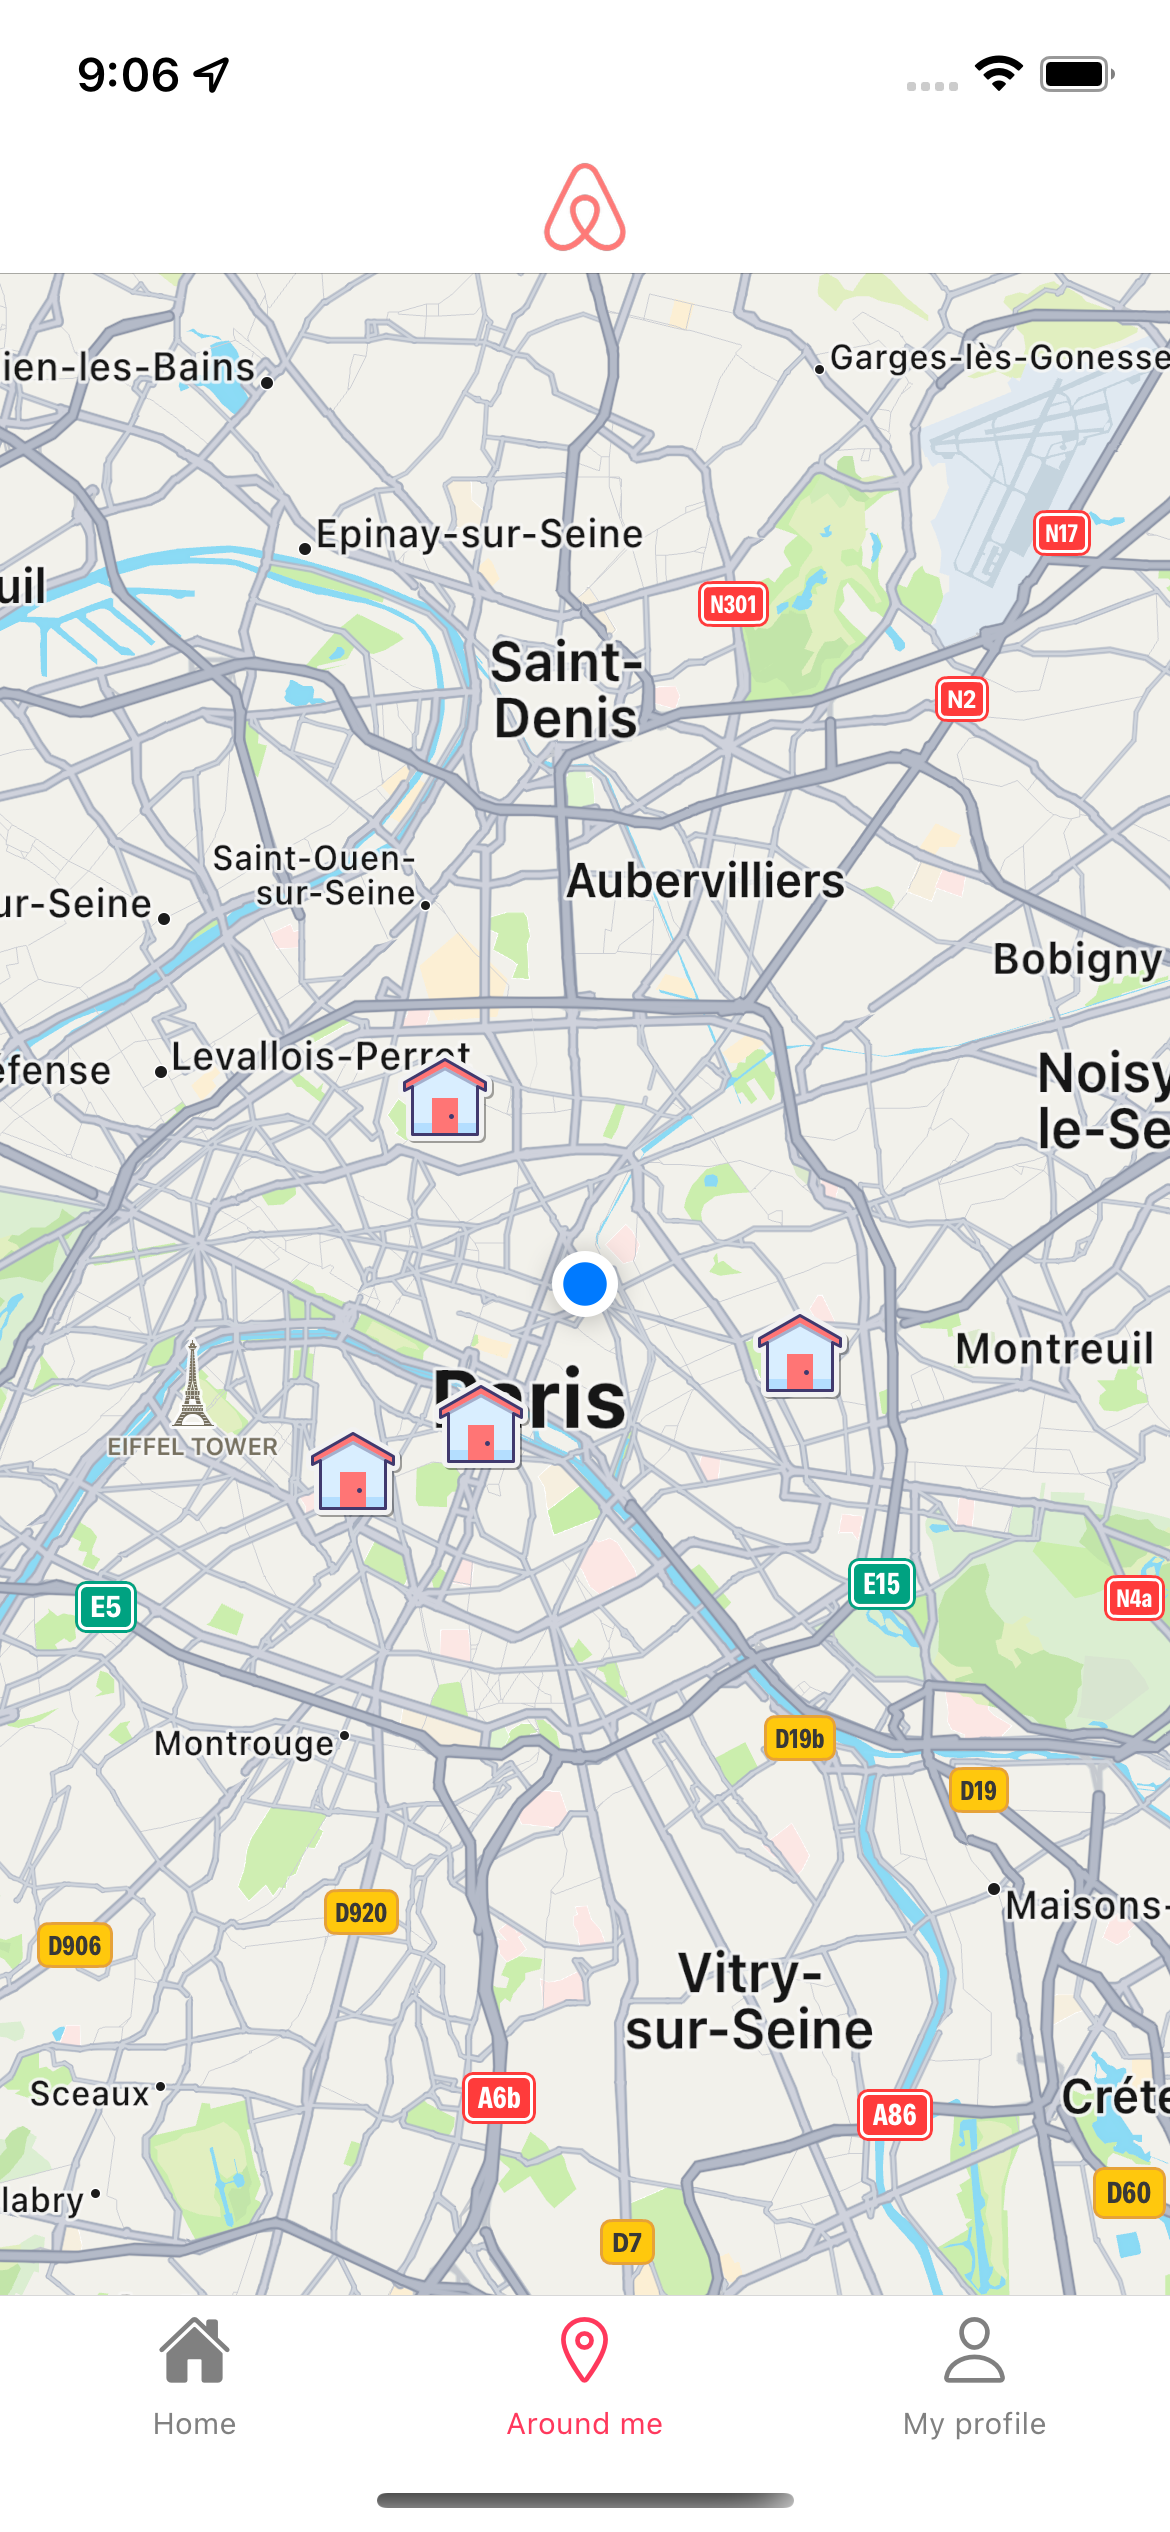 9:06
ien-les-Bains
Garges-lès-Gonesse
N17
Epinay-sur-Seine
uil
N301
Saint-
Denis
N2
Saint-Ouen-
sur-Seine
Aubervilliers
ur-Seine
Bobigny
Levallois-Perret
éfense
Noisy
le-Se
Montreuil
Paris
EIFFEL TOWER
E15
E5
N4a
D19b
Montrouge
D19
Maisons-
D920
D906
Vitry-
sur-Seine
Sceaux
A6b
Créte
A86
labry
D60
D7
Home
Around me
My profile